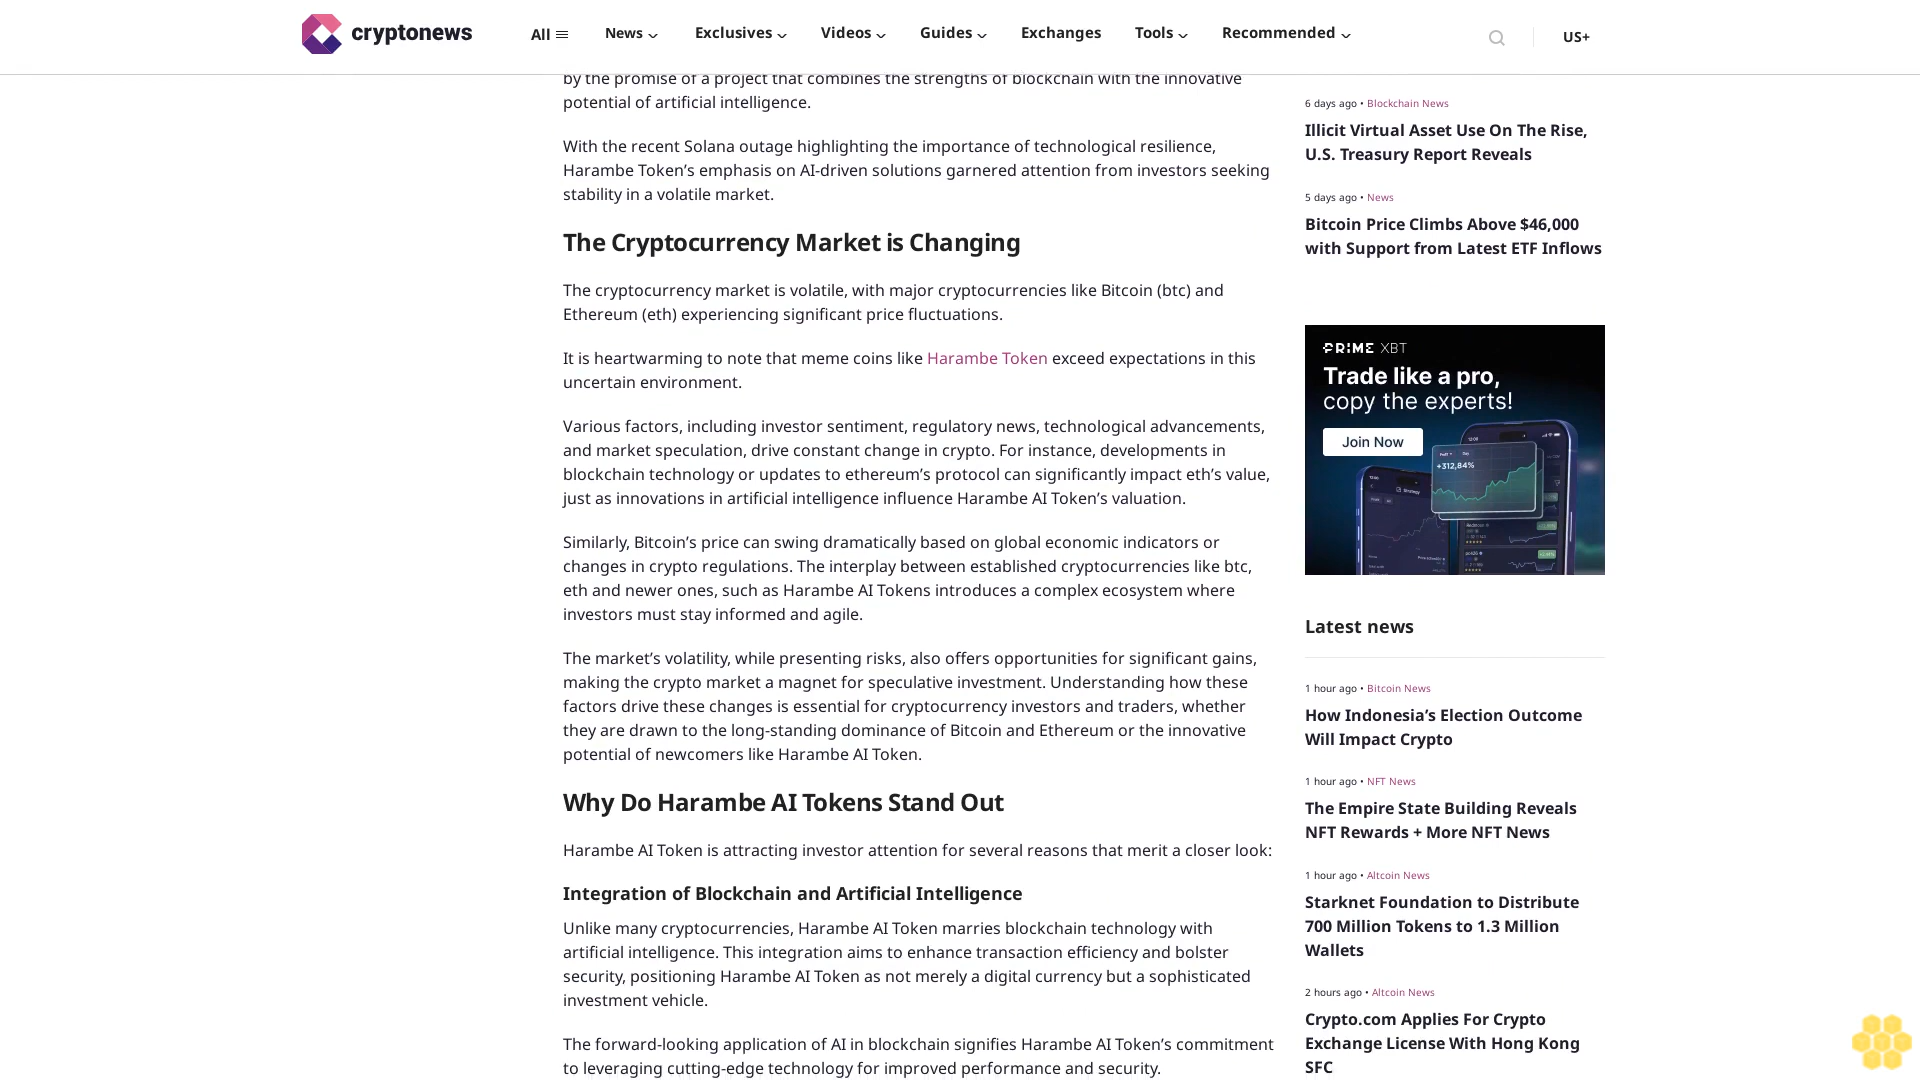 cryptonews
All
News
Exclusives
Videos
Guides
Exchanges
Tools
Recommended
US+
by the promise of a project that combines the strengths of blockchain with the innovative
potential of artificial intelligence.
With the recent Solana outage highlighting the importance of technological resilience,
Harambe Token’s emphasis on AI-driven solutions garnered attention from investors seeking
stability in a volatile market.
The Cryptocurrency Market is Changing
The cryptocurrency market is volatile, with major cryptocurrencies like Bitcoin (btc) and
Ethereum (eth) experiencing significant price fluctuations.
It is heartwarming to note that meme coins like Harambe Token exceed expectations in this
uncertain environment.
Various factors, including investor sentiment, regulatory news, technological advancements,
and market speculation, drive constant change in crypto. For instance, developments in
blockchain technology or updates to ethereum’s protocol can significantly impact eth’s value,
just as innovations in artificial intelligence influence Harambe AI Token’s valuation.
Similarly, Bitcoin’s price can swing dramatically based on global economic indicators or
changes in crypto regulations. The interplay between established cryptocurrencies like btc,
eth and newer ones, such as Harambe AI Tokens introduces a complex ecosystem where
investors must stay informed and agile.
The market’s volatility, while presenting risks, also offers opportunities for significant gains,
making the crypto market a magnet for speculative investment. Understanding how these
factors drive these changes is essential for cryptocurrency investors and traders, whether
they are drawn to the long-standing dominance of Bitcoin and Ethereum or the innovative
potential of newcomers like Harambe AI Token.
Why Do Harambe AI Tokens Stand Out
Harambe AI Token is attracting investor attention for several reasons that merit a closer look:
Integration of Blockchain and Artificial Intelligence
Unlike many cryptocurrencies, Harambe AI Token marries blockchain technology with
artificial intelligence. This integration aims to enhance transaction efficiency and bolster
security, positioning Harambe AI Token as not merely a digital currency but a sophisticated
investment vehicle.
The forward-looking application of AI in blockchain signifies Harambe AI Token’s commitment
to leveraging cutting-edge technology for improved performance and security.
6 days ago • Blockchain News
Illicit Virtual Asset Use On The Rise,
U.S. Treasury Report Reveals
5 days ago • News
Bitcoin Price Climbs Above $46,000
with Support from Latest ETF Inflows
PRIME XBT
Trade like a pro,
copy the experts!
Join Now
+312,84%
Strategy
Latest news
1 hour ago • Bitcoin News
How Indonesia’s Election Outcome
Will Impact Crypto
1 hour ago • NFT News
The Empire State Building Reveals
NFT Rewards + More NFT News
1 hour ago • Altcoin News
Starknet Foundation to Distribute
700 Million Tokens to 1.3 Million
Wallets
2 hours ago • Altcoin News
Crypto.com Applies For Crypto
Exchange License With Hong Kong
SFC